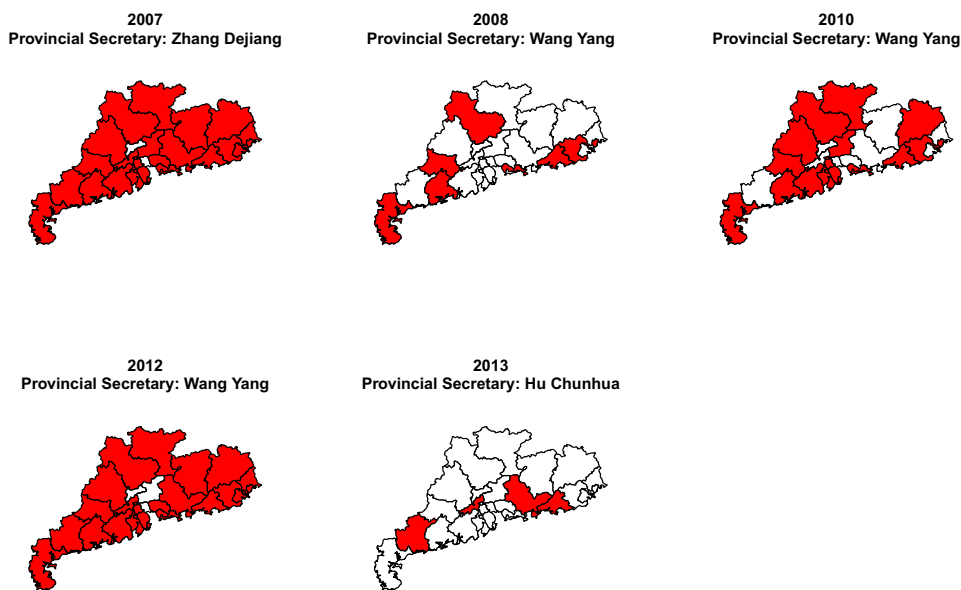 2007
Provincial Secretary: Zhang Dejiang
2008
Provincial Secretary: Wang Yang
2010
Provincial Secretary: Wang Yang
2012
Provincial Secretary: Wang Yang
2013
Provincial Secretary: Hu Chunhua